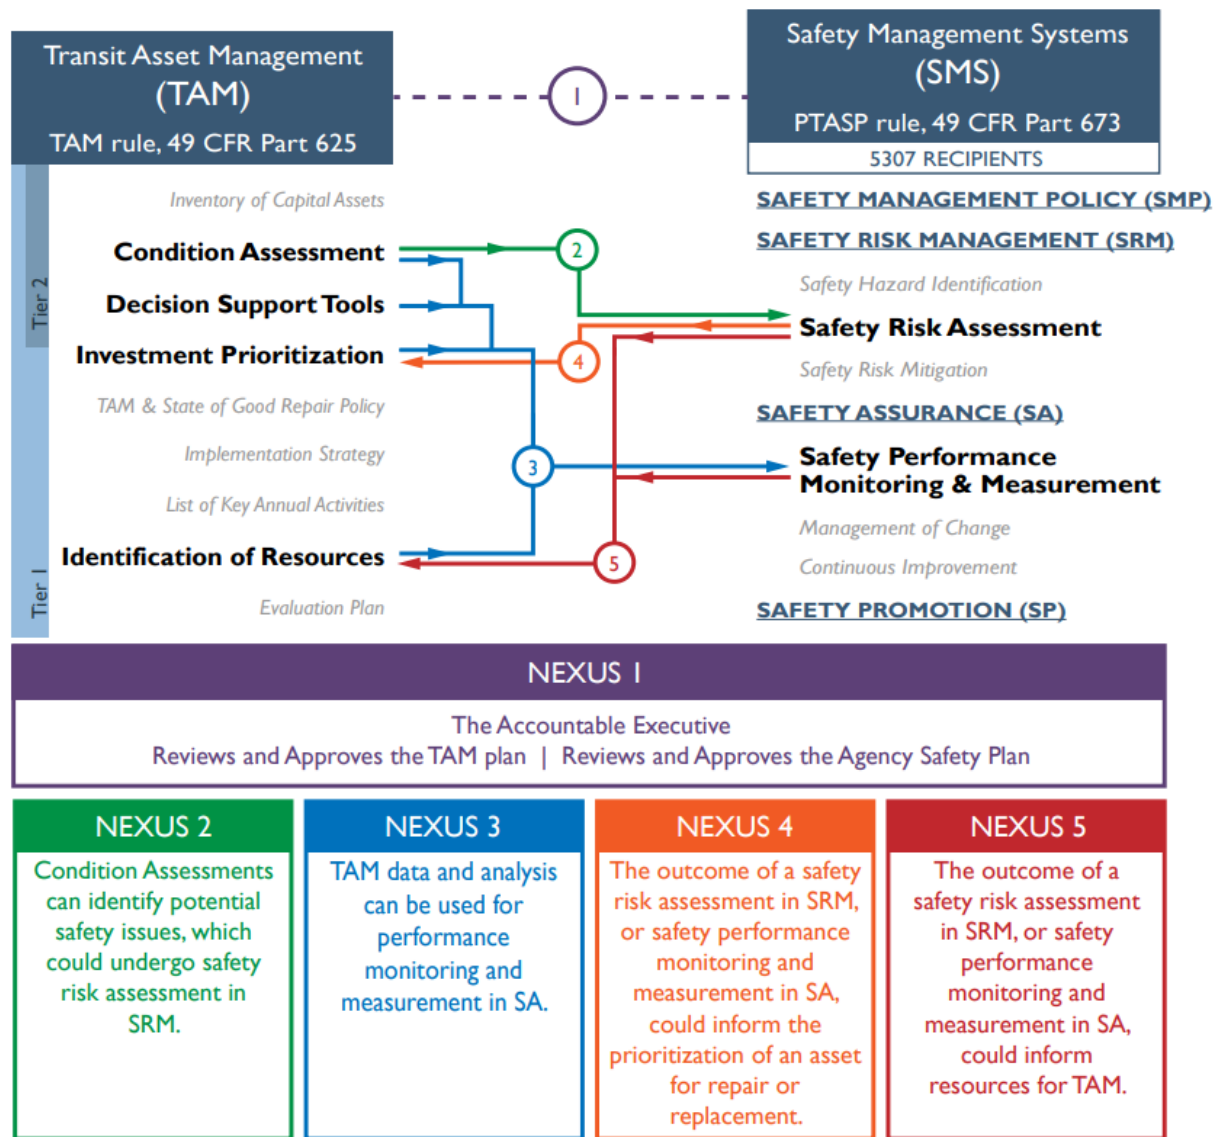 Transit Asset Management
(TAM)
TAM rule, 49 CFR Part 625
1
Safety Management Systems
(SMS)
PTASP rule, 49 CFR Part 673
5307 RECIPIENTS
Tier 2
Tier 1
Inventory of Capital Assets
Condition Assessment
Decision Support Tools
Investment Prioritization
TAM & State of Good Repair Policy
Implementation Strategy
List of Key Annual Activities
Identification of Resources
Evaluation Plan
2
4
3
5
SAFETY MANAGEMENT POLICY (SMP)
SAFETY RISK MANAGEMENT (SRM)
Safety Hazard Identification
Safety Risk Assessment
Safety Risk Mitigation
SAFETY ASSURANCE (SA)
Safety Performance
Monitoring & Measurement
Management of Change
Continuous Improvement
SAFETY PROMOTION (SP)
NEXUS 1
The Accountable Executive
Reviews and Approves the TAM plan | Reviews and Approves the Agency Safety Plan
NEXUS 2
Condition Assessments
can identify potential
safety issues, which
could undergo safety
risk assessment in
SRM.
NEXUS 3
TAM data and analysis
can be used for
performance
monitoring and
measurement in SA.
NEXUS 4
The outcome of a safety
risk assessment in SRM,
or safety performance
monitoring and
measurement in SA,
could inform the
prioritization of an asset
for repair or
replacement.
NEXUS 5
The outcome of a
safety risk assessment
in SRM, or safety
performance
monitoring and
measurement in SA,
could inform
resources for TAM.